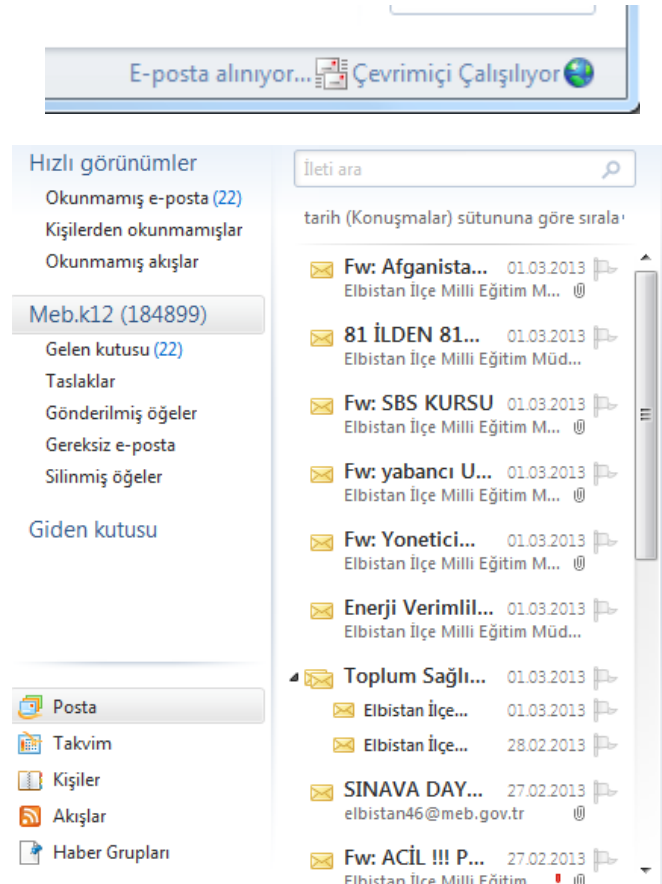 E-posta alınıyor... Çevrimiçi Çalışılıyor
Hızlı görünümler
Okunmamış e-posta (22)
Kişilerden okunmamışlar
Okunmamış akışlar
Meb.k12 (184899)
Gelen kutusu (22)
Taslaklar
Gönderilmiş öğeler
Gereksiz e-posta
Silinmiş öğeler
Giden kutusu
Posta
Takvim
Kişiler
Akışlar
Haber Grupları
İleti ara
tarih (Konuşmalar) sütununa göre sırala
Fw: Afganista... 01.03.2013
Elbistan İlçe Milli Eğitim M...
81 İLDEN 81... 01.03.2013
Elbistan İlçe Milli Eğitim Müd...
Fw: SBS KURSU 01.03.2013
Elbistan İlçe Milli Eğitim M...
Fw: yabancı U... 01.03.2013
Elbistan İlçe Milli Eğitim M...
Fw: Yonetici... 01.03.2013
Elbistan İlçe Milli Eğitim M...
Enerji Verimlil... 01.03.2013
Elbistan İlçe Milli Eğitim Müd...
Toplum Sağlı... 01.03.2013
Elbistan İlçe... 01.03.2013
Elbistan İlçe... 28.02.2013
SINAVA DAY... 27.02.2013
elbistan46@meb.gov.tr
Fw: ACİL !!! P... 27.02.2013
Elbistan İlçe Milli Eğitim...